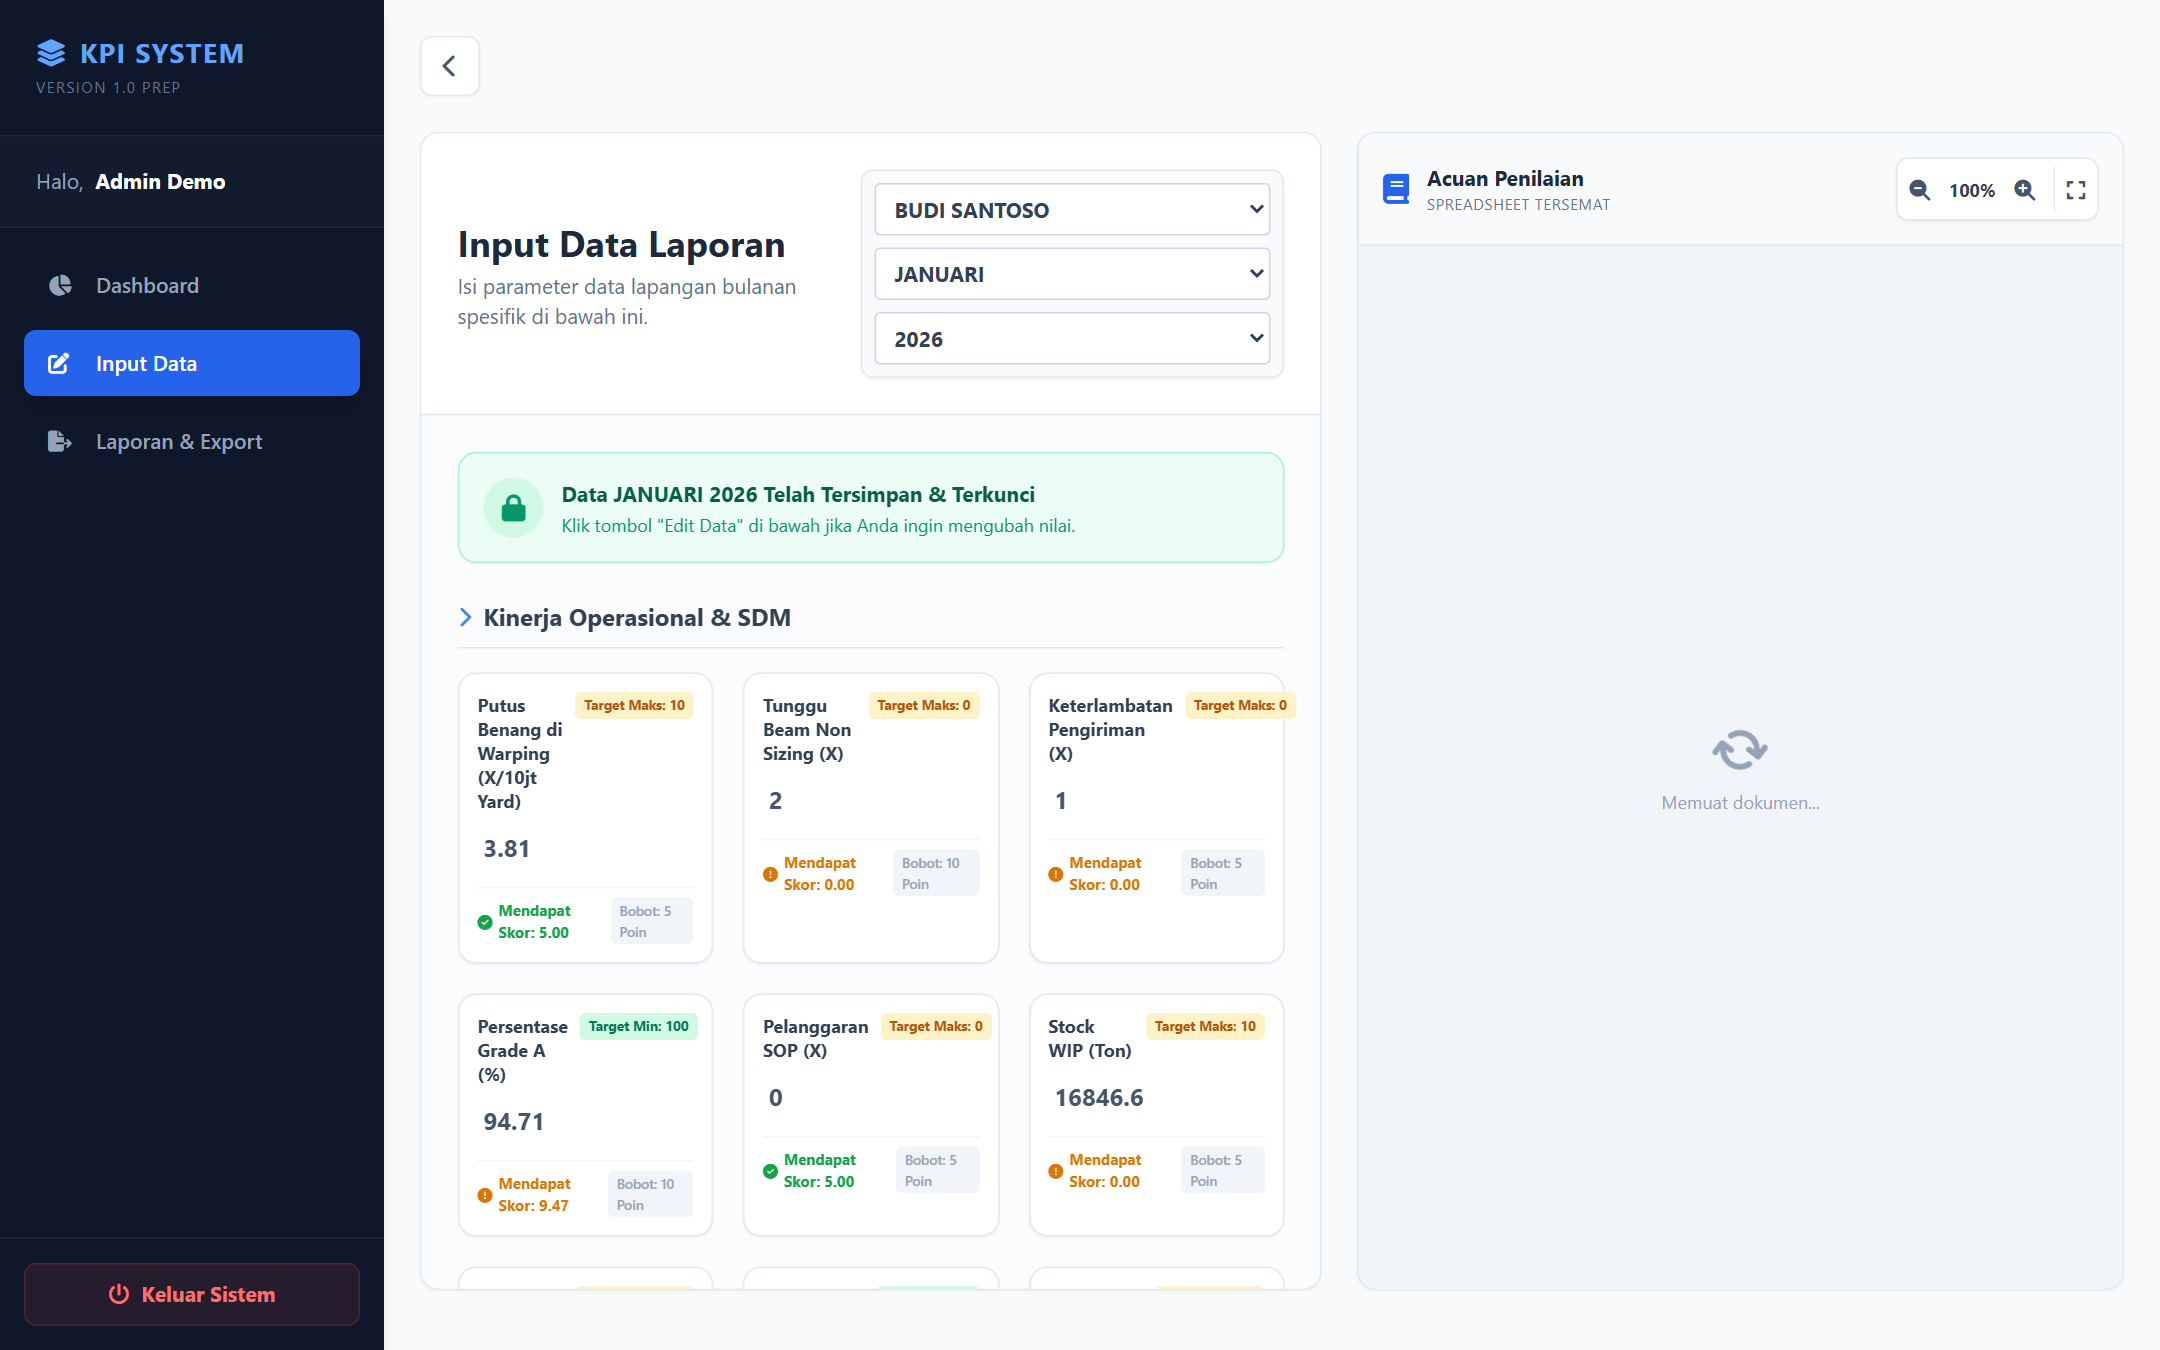 KPI SYSTEM
VERSION 1.0 PREP
Halo, Admin Demo
Dashboard
Input Data
Laporan & Export
Keluar Sistem
Input Data Laporan
Isi parameter data lapangan bulanan
spesifik di bawah ini.
BUDI SANTOSO
JANUARI
2026
Data JANUARI 2026 Telah Tersimpan & Terkunci
Klik tombol "Edit Data" di bawah jika Anda ingin mengubah nilai.
Kinerja Operasional & SDM
Putus
Benang di
Warping
(X/10jt
Yard)
Target Maks: 10
3.81
Mendapat
Skor: 5.00
Bobot: 5
Poin
Tunggu
Beam Non
Sizing (X)
Target Maks: 0
2
Mendapat
Skor: 0.00
Bobot: 10
Poin
Keterlambatan
Pengiriman
(X)
Target Maks: 0
1
Mendapat
Skor: 0.00
Bobot: 5
Poin
Persentase
Grade A
(%)
Target Min: 100
94.71
Mendapat
Skor: 9.47
Bobot: 10
Poin
Pelanggaran
SOP (X)
Target Maks: 0
0
Mendapat
Skor: 5.00
Bobot: 5
Poin
Stock
WIP (Ton)
Target Maks: 10
16846.6
Mendapat
Skor: 0.00
Bobot: 5
Poin
Acuan Penilaian
SPREADSHEET TERSEMAT
100%
Memuat dokumen...